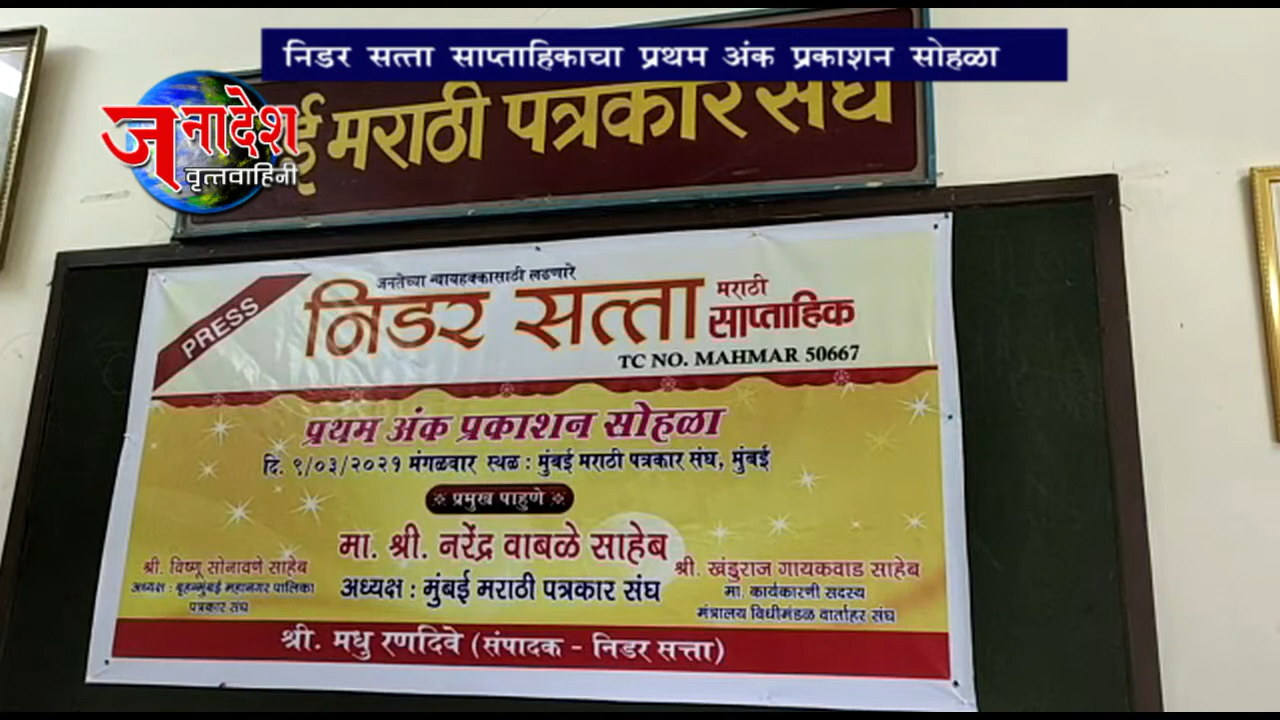 निडर सत्ता साप्ताहिकाचा प्रथम अंक प्रकाशन सोहळा
जनादेश
वृत्तवाहिनी
मराठी पत्रकार संघ
जनतेच्या न्यायहक्कासाठी लढणारे
PRESS
निडर सत्ता
मराठी
साप्ताहिक
TC NO. MAHMAR 50667
प्रथम अंक प्रकाशन सोहळा
दि. ९/०३/२०२१ मंगळवार स्थळ : मुंबई मराठी पत्रकार संघ, मुंबई
प्रमुख पाहुणे
मा. श्री. नरेंद्र वाबळे साहेब
अध्यक्ष : मुंबई मराठी पत्रकार संघ
श्री. विष्णू सोनावणे साहेब
अध्यक्ष : बृहन्मुंबई महानगर पालिका
पत्रकार संघ
श्री. खंडुराज गायकवाड साहेब
मा. कार्यकारनी सदस्य
मंत्रालय विधीमंडळ वार्ताहर संघ
श्री. मधु रणदिवे (संपादक - निडर सत्ता)